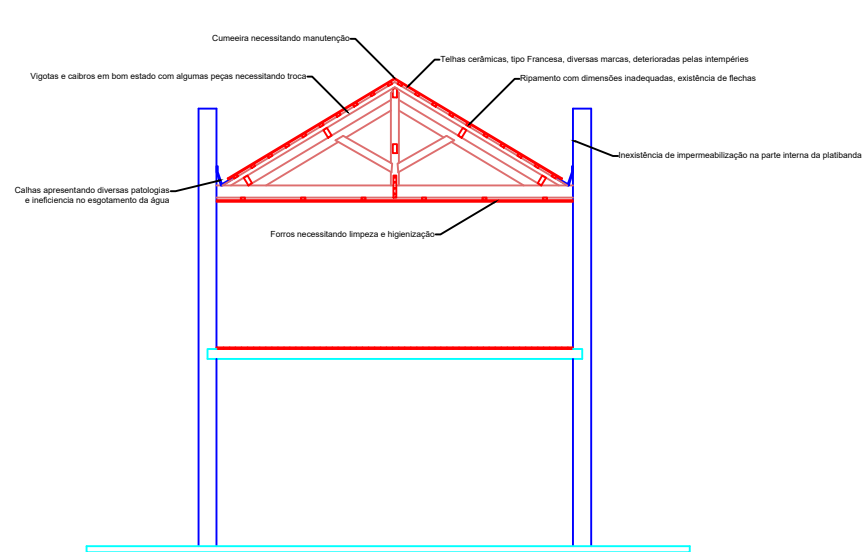 Cumeeira necessitando manutenção
Telhas cerâmicas, tipo Francesa, diversas marcas, deterioradas pelas intempéries
Vigotas e caibros em bom estado com algumas peças necessitando troca
Ripamento com dimensões inadequadas, existência de flechas
Inexistência de impermeabilização na parte interna da platibanda
Calhas apresentando diversas patologias
e ineficiencia no esgotamento da água
Forros necessitando limpeza e higienização